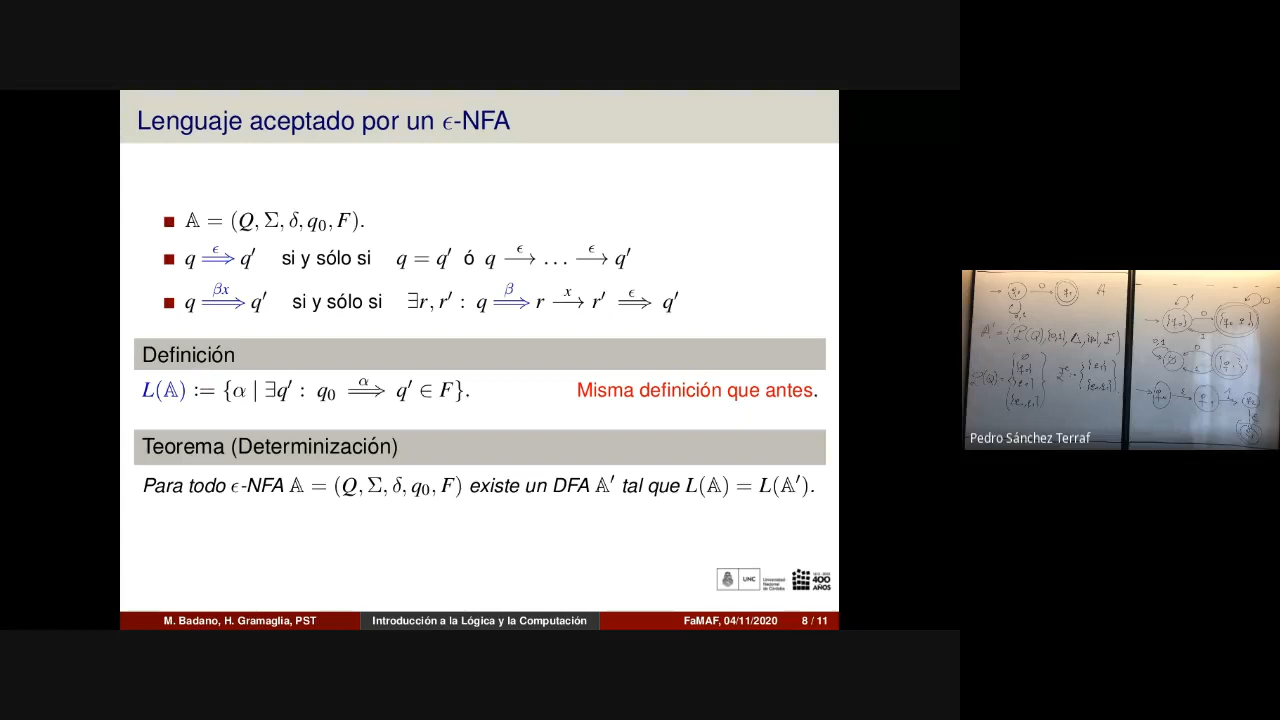 Lenguaje aceptado por un ϵ-NFA
𝔸 = (Q, Σ, δ, q₀, F).
q ⟹^ϵ q′ si y sólo si q = q′ ó q ⟶^ϵ … ⟶^ϵ q′
q ⟹^βx q′ si y sólo si ∃r, r′ : q ⟹^β r ⟶^x r′ ⟹^ϵ q′
Definición
L(𝔸) := {α | ∃q′ : q₀ ⟹^α q′ ∈ F}. Misma definición que antes.
Teorema (Determinización)
Para todo ϵ-NFA 𝔸 = (Q, Σ, δ, q₀, F) existe un DFA 𝔸′ tal que L(𝔸) = L(𝔸′).
UNC
400
AÑOS
M. Badano, H. Gramaglia, PST Introducción a la Lógica y la Computación FaMAF, 04/11/2020 8 / 11
Pedro Sánchez Terraf